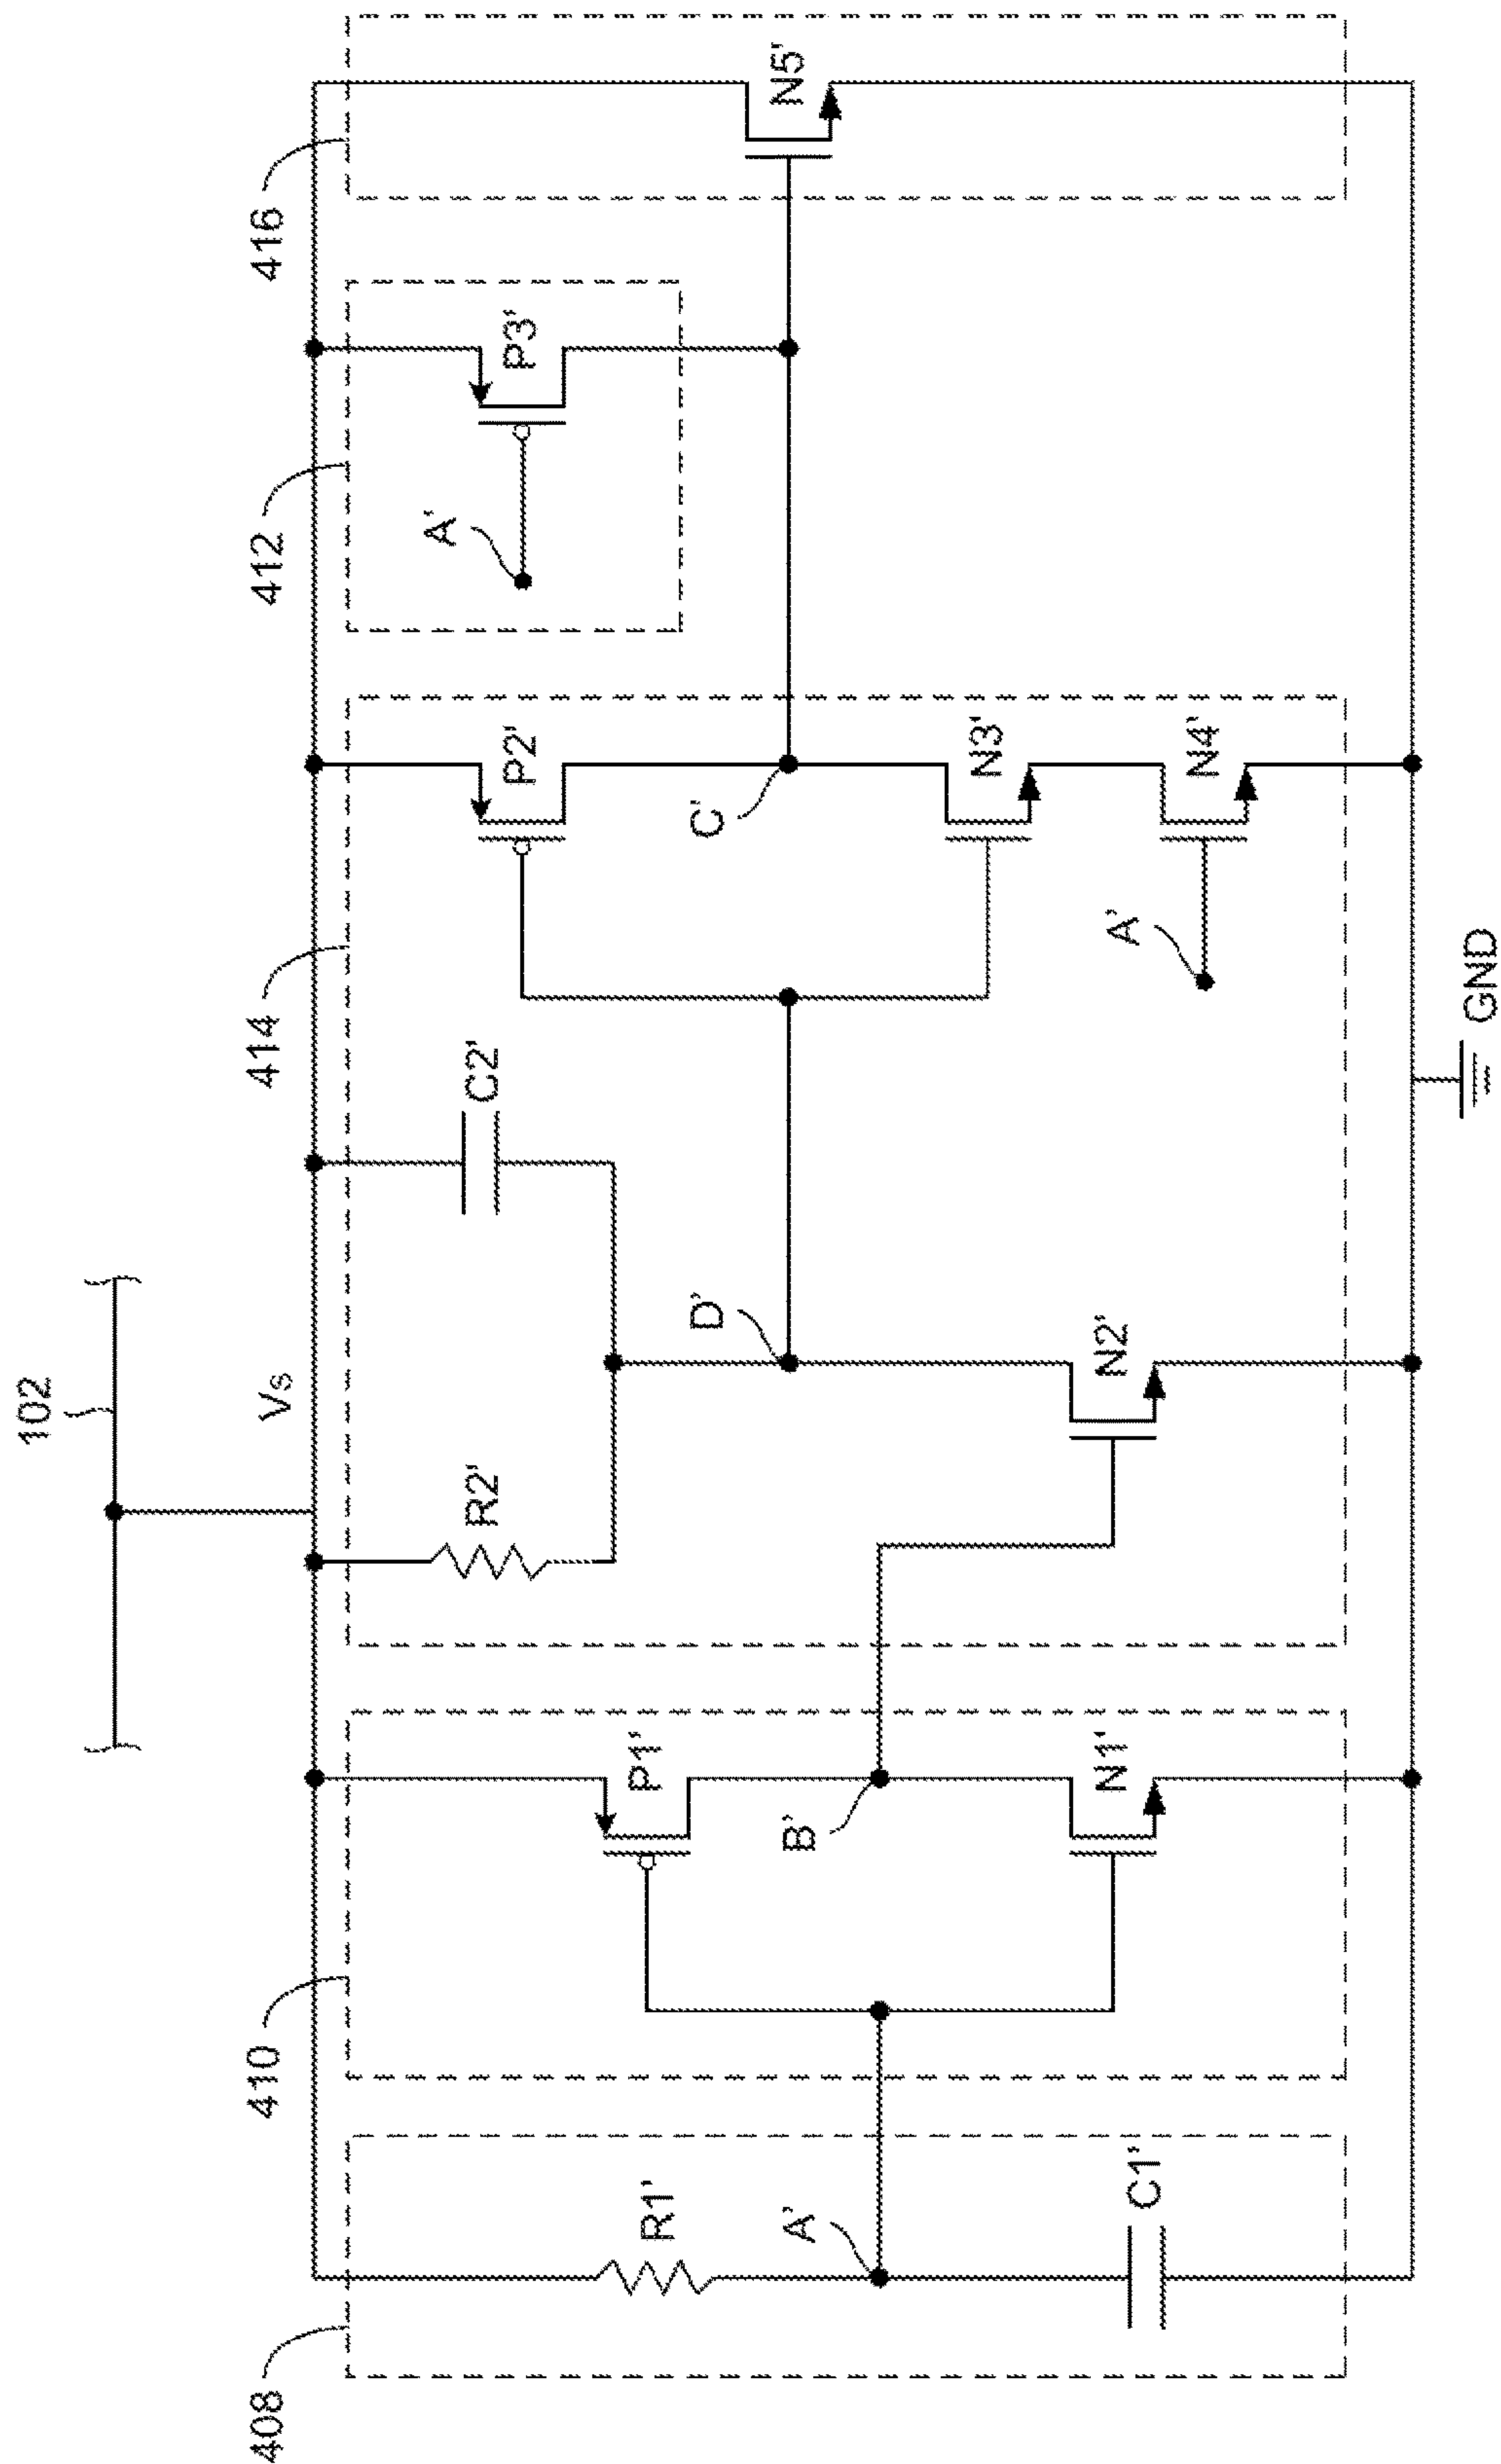 102
Vs
408
410
414
412
416
R1'
A'
C1'
P1'
B'
N1'
R2'
C2'
D'
N2'
P2'
C'
N3'
N4'
A'
P3'
A'
N5'
GND